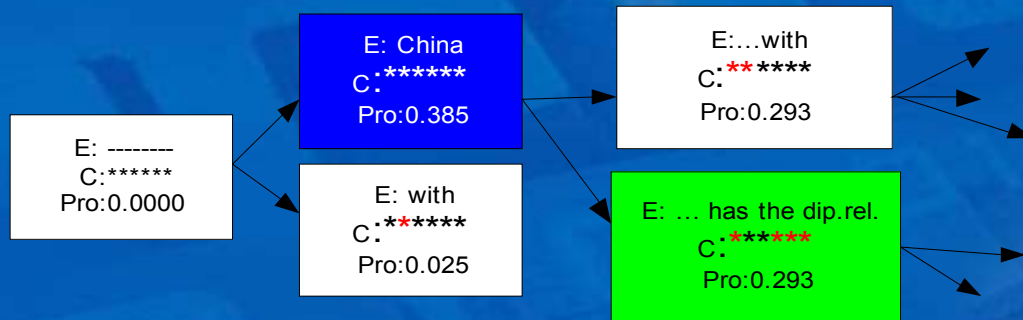 E: --------
C:******
Pro:0.0000
E: China
C:******
Pro:0.385
E: with
C:******
Pro:0.025
E:...with
C:******
Pro:0.293
E: ... has the dip.rel.
C:******
Pro:0.293